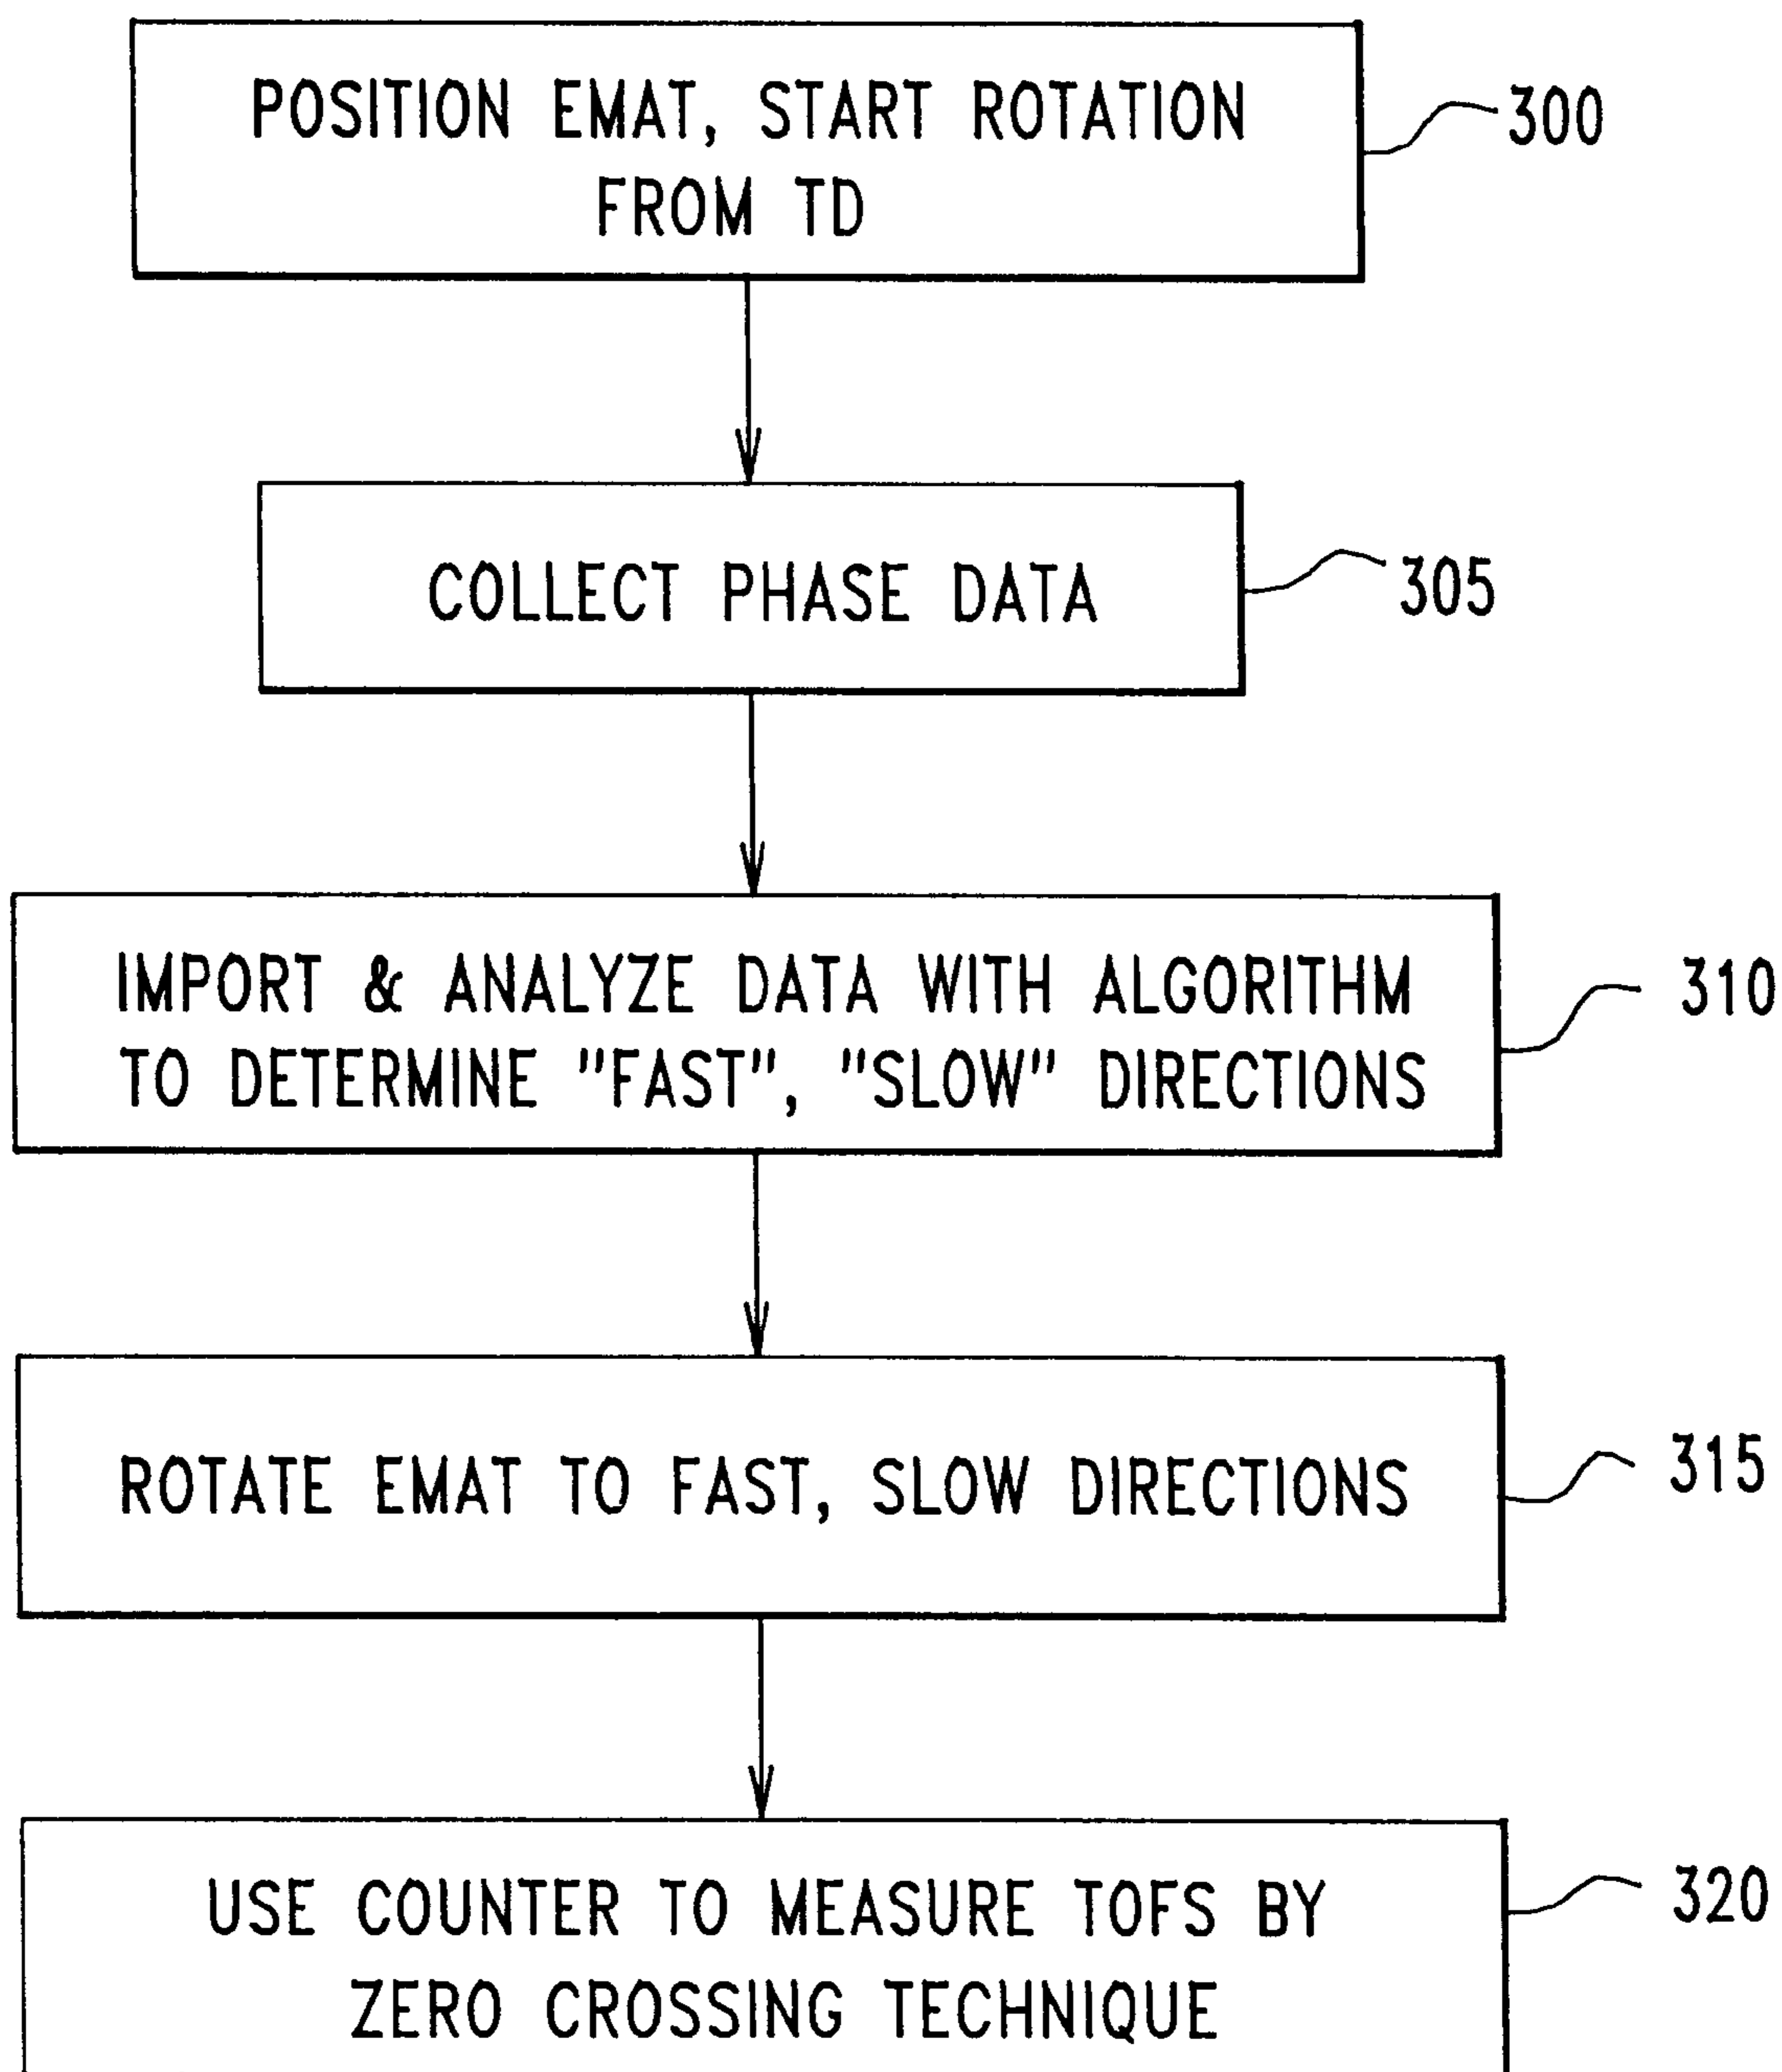 POSITION EMAT, START ROTATION
FROM TD
300
COLLECT PHASE DATA
305
IMPORT & ANALYZE DATA WITH ALGORITHM
TO DETERMINE "FAST", "SLOW" DIRECTIONS
310
ROTATE EMAT TO FAST, SLOW DIRECTIONS
315
USE COUNTER TO MEASURE TOFS BY
ZERO CROSSING TECHNIQUE
320